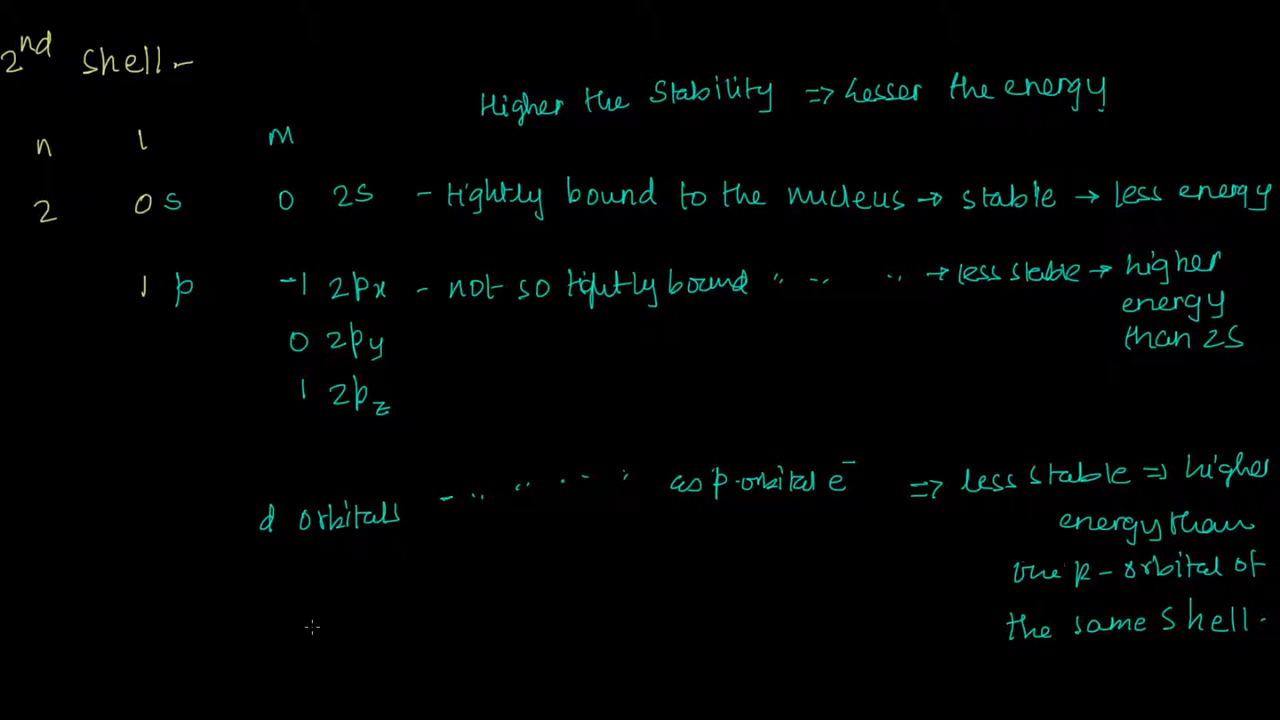 2nd Shell -
Higher the Stability => Lesser the energy
n l m
2 0 s 0 2s - tightly bound to the nucleus → stable → less energy
1 p -1 2px - not so tightly bound " " " → less stable → higher
energy
than 2s
0 2py
1 2pz
d orbitals - " " " " " as p-orbital e- => less stable => higher
energy than
the p-orbital of
the same shell.